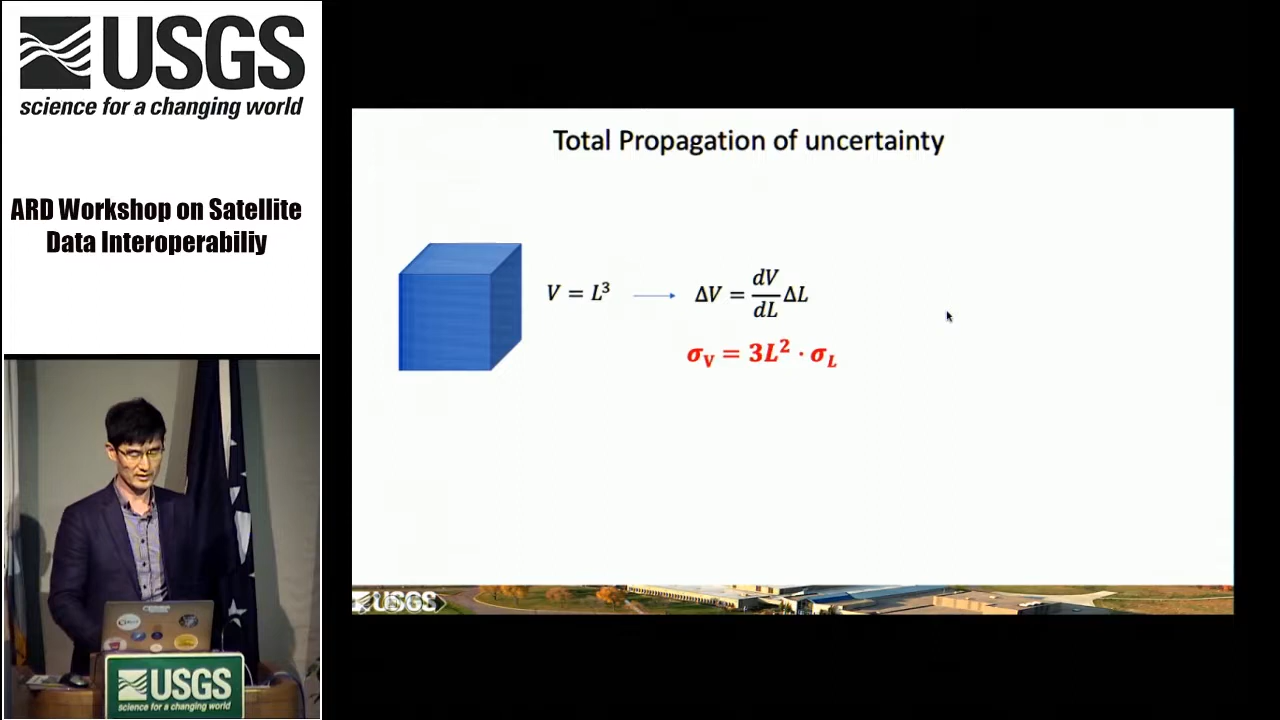 USGS
science for a changing world
ARD Workshop on Satellite
Data Interoperabiliy
Total Propagation of uncertainty
V = L³ → ΔV = dV/dL ΔL
σ_V = 3L² · σ_L
USGS
USGS
science for a changing world